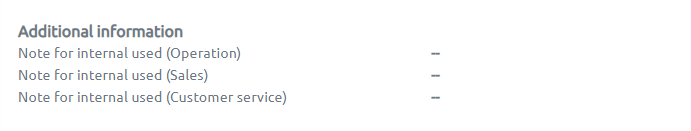 Additional information
Note for internal used (Operation) --
Note for internal used (Sales) --
Note for internal used (Customer service) --